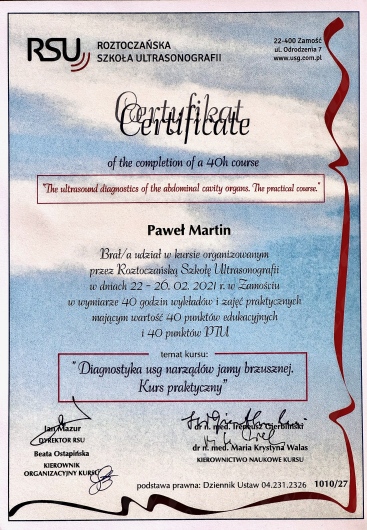 RSU
ROZTOCZAŃSKA
SZKOŁA ULTRASONOGRAFII
22-400 Zamość
ul. Odrodzenia 7
www.usg.com.pl
Certyfikat
Certificate
of the completion of a 40h course
"The ultrasound diagnostics of the abdominal cavity organs. The practical course."
Paweł Martin
Brał/a udział w kursie organizowanym
przez Roztoczańską Szkołę Ultrasonografii
w dniach 22 - 26. 02. 2021 r. w Zamościu
w wymiarze 40 godzin wykładów i zajęć praktycznych
mającym wartość 40 punktów edukacyjnych
i 40 punktów PTU
temat kursu:
"Diagnostyka usg narządów jamy brzusznej.
Kurs praktyczny"
Jan Mazur
DYREKTOR RSU
Beata Ostapińska
KIEROWNIK
ORGANIZACYJNY KURSU
dr n. med. Ireneusz Gierbliński
dr n. med. Maria Krystyna Walas
KIEROWNICTWO NAUKOWE KURSU
podstawa prawna: Dziennik Ustaw 04.231.2326
1010/27